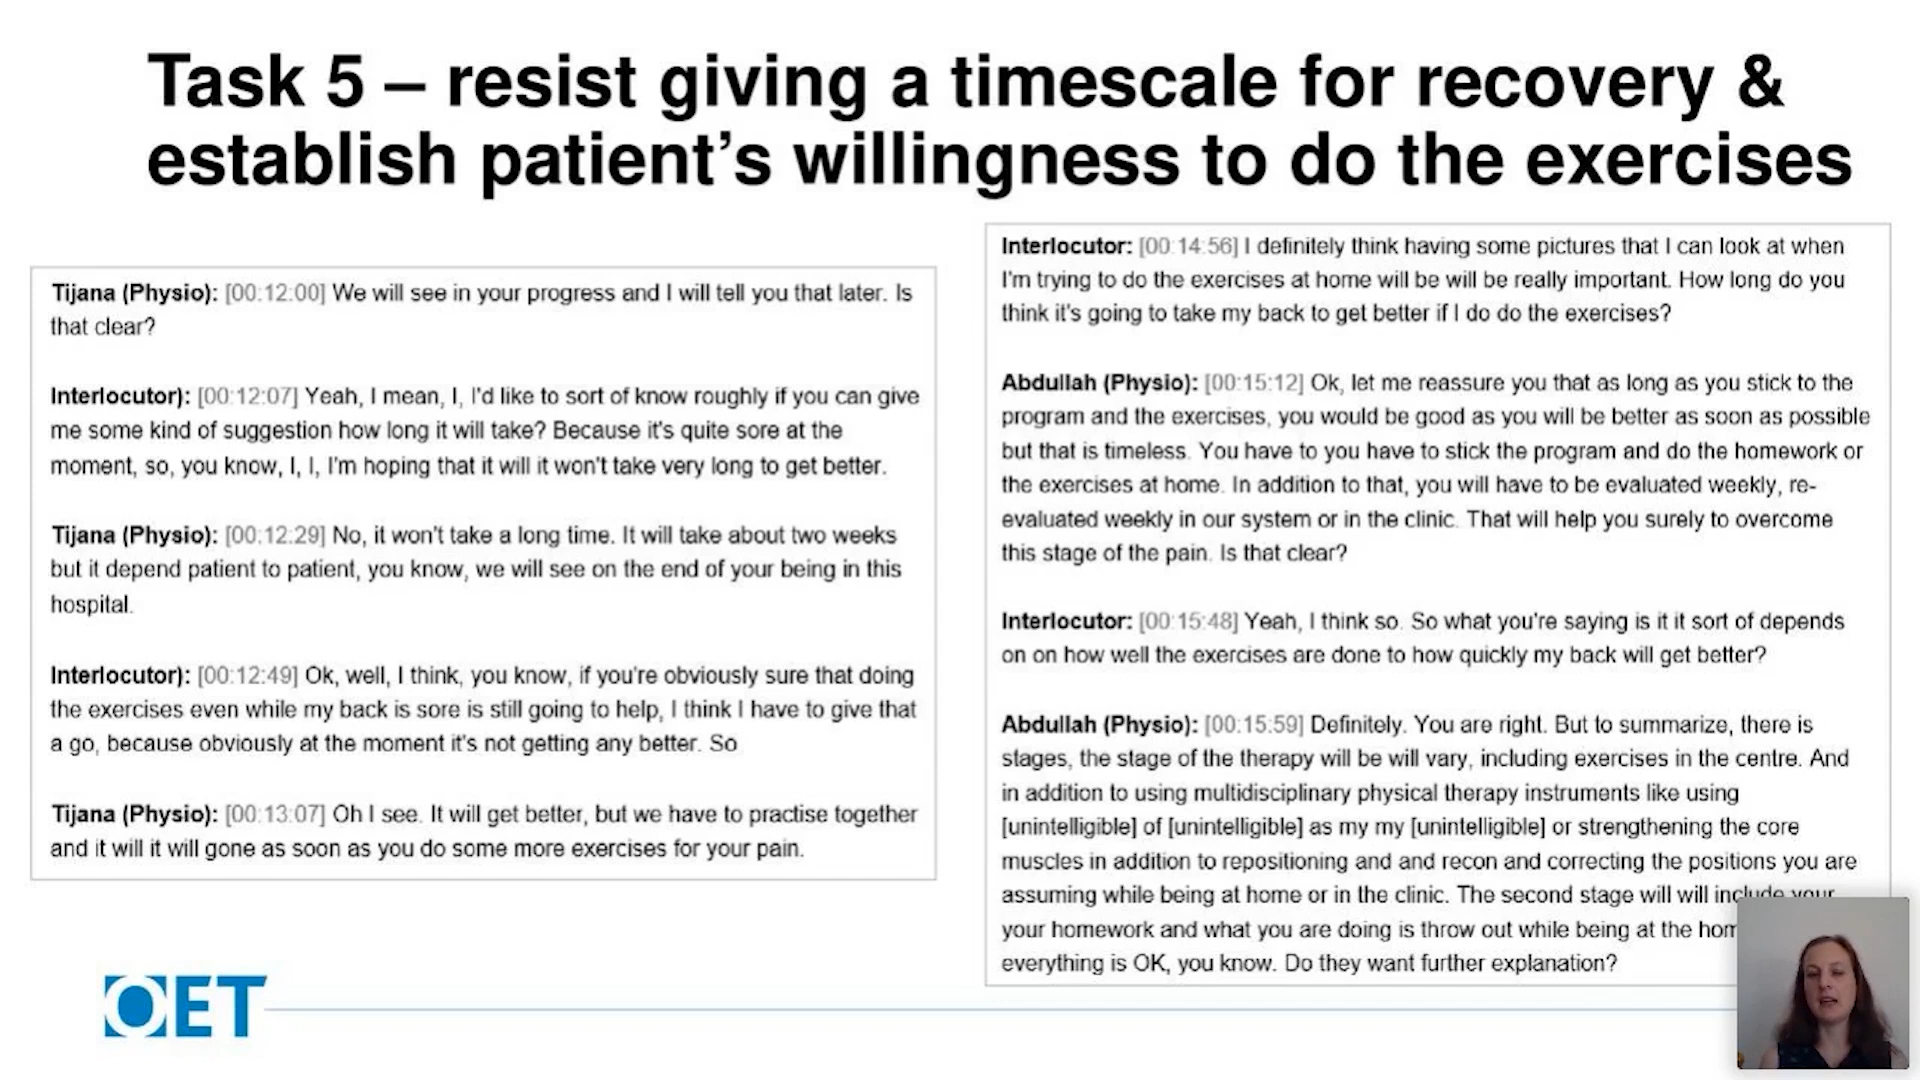 Task 5 – resist giving a timescale for recovery &
establish patient’s willingness to do the exercises
Tijana (Physio): [00:12:00] We will see in your progress and I will tell you that later. Is
that clear?
Interlocutor): [00:12:07] Yeah, I mean, I, I'd like to sort of know roughly if you can give
me some kind of suggestion how long it will take? Because it's quite sore at the
moment, so, you know, I, I, I'm hoping that it will it won't take very long to get better.
Tijana (Physio): [00:12:29] No, it won't take a long time. It will take about two weeks
but it depend patient to patient, you know, we will see on the end of your being in this
hospital.
Interlocutor): [00:12:49] Ok, well, I think, you know, if you're obviously sure that doing
the exercises even while my back is sore is still going to help, I think I have to give that
a go, because obviously at the moment it's not getting any better. So
Tijana (Physio): [00:13:07] Oh I see. It will get better, but we have to practise together
and it will it will gone as soon as you do some more exercises for your pain.
Interlocutor: [00:14:56] I definitely think having some pictures that I can look at when
I'm trying to do the exercises at home will be will be really important. How long do you
think it's going to take my back to get better if I do do the exercises?
Abdullah (Physio): [00:15:12] Ok, let me reassure you that as long as you stick to the
program and the exercises, you would be good as you will be better as soon as possible
but that is timeless. You have to you have to stick the program and do the homework or
the exercises at home. In addition to that, you will have to be evaluated weekly, re-
evaluated weekly in our system or in the clinic. That will help you surely to overcome
this stage of the pain. Is that clear?
Interlocutor: [00:15:48] Yeah, I think so. So what you're saying is it it sort of depends
on on how well the exercises are done to how quickly my back will get better?
Abdullah (Physio): [00:15:59] Definitely. You are right. But to summarize, there is
stages, the stage of the therapy will be will vary, including exercises in the centre. And
in addition to using multidisciplinary physical therapy instruments like using
[unintelligible] of [unintelligible] as my my [unintelligible] or strengthening the core
muscles in addition to repositioning and and recon and correcting the positions you are
assuming while being at home or in the clinic. The second stage will will include your
your homework and what you are doing is throw out while being at the
everything is OK, you know. Do they want further explanation?
OET